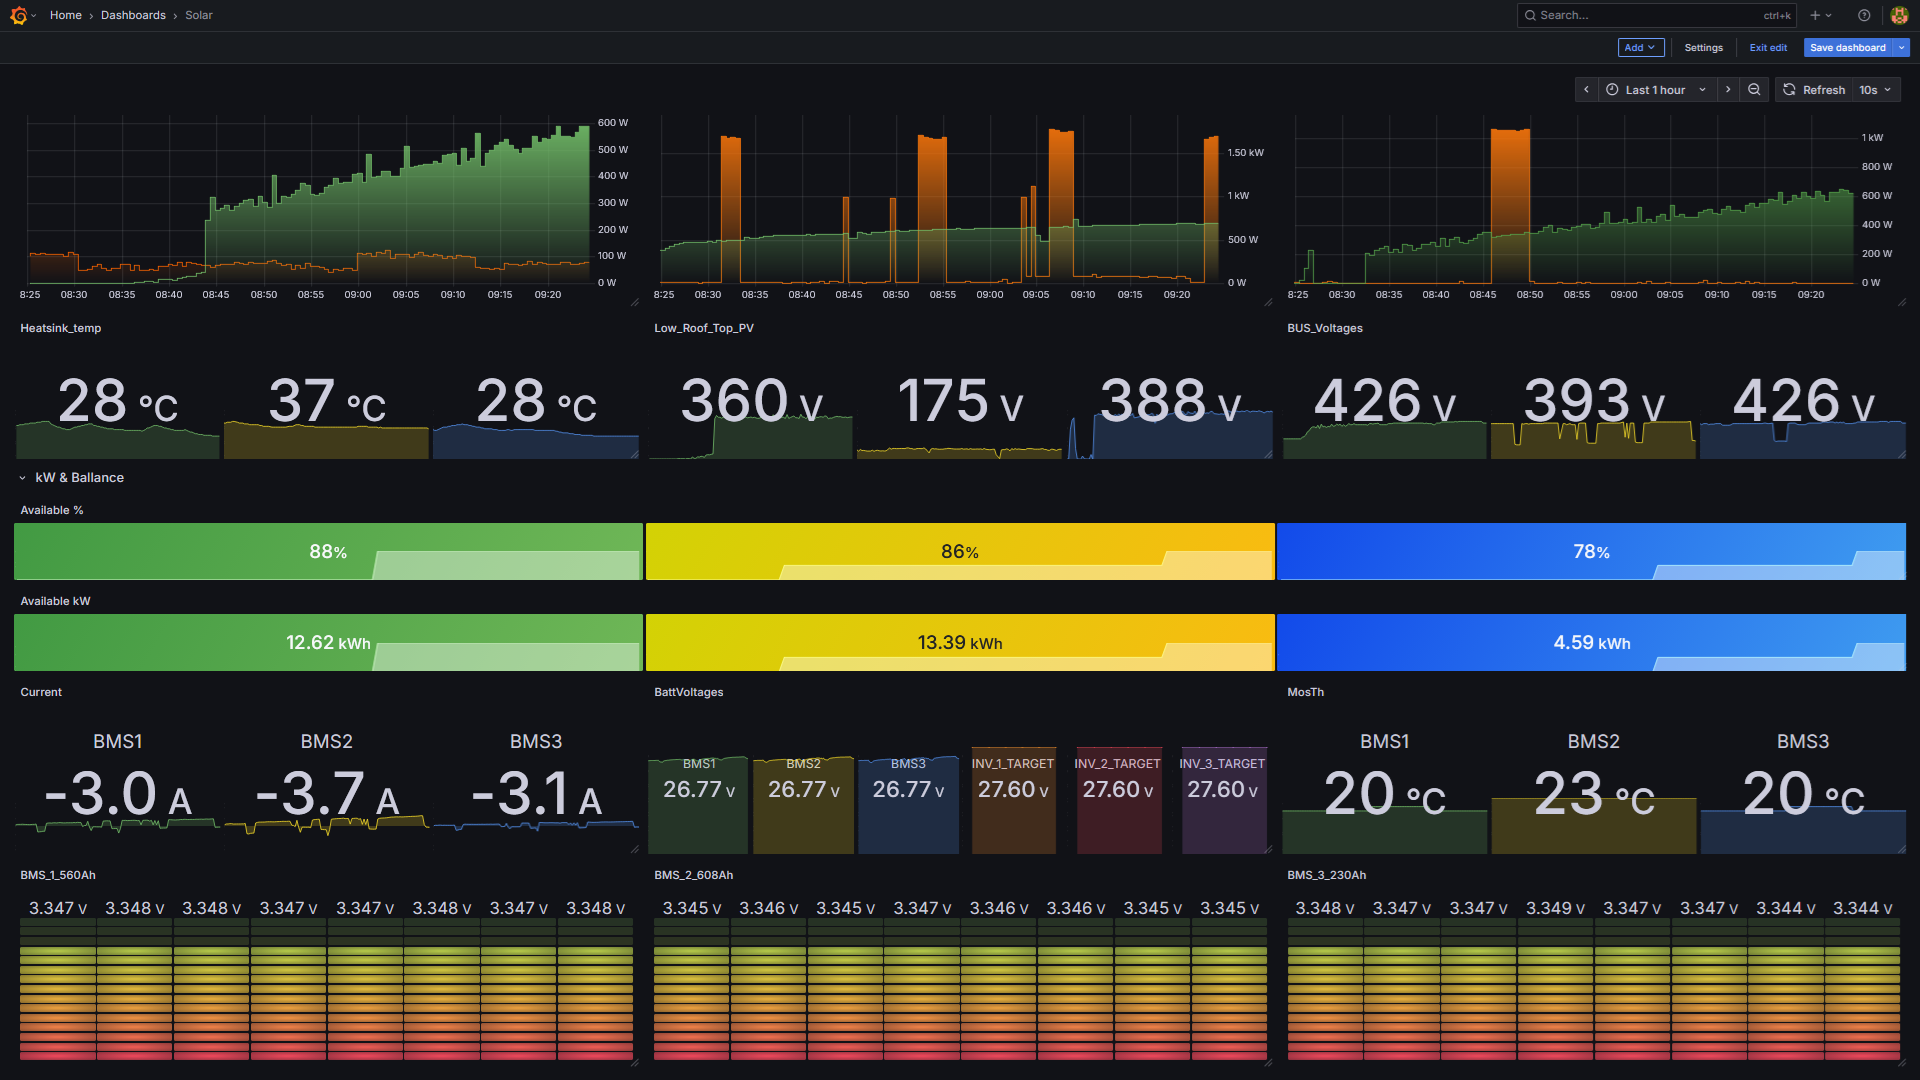 Home › Dashboards › Solar
Search... ctrl+k
Add Settings Exit edit Save dashboard
Last 1 hour Refresh 10s
600 W
500 W
400 W
300 W
200 W
100 W
0 W
8:25 08:30 08:35 08:40 08:45 08:50 08:55 09:00 09:05 09:10 09:15 09:20
1.50 kW
1 kW
500 W
0 W
8:25 08:30 08:35 08:40 08:45 08:50 08:55 09:00 09:05 09:10 09:15 09:20
1 kW
800 W
600 W
400 W
200 W
0 W
8:25 08:30 08:35 08:40 08:45 08:50 08:55 09:00 09:05 09:10 09:15 09:20
Heatsink_temp
28 °C 37 °C 28 °C
Low_Roof_Top_PV
360 V 175 V 388 V
BUS_Voltages
426 V 393 V 426 V
kW & Ballance
Available %
88% 86% 78%
Available kW
12.62 kWh 13.39 kWh 4.59 kWh
Current
BMS1 BMS2 BMS3
-3.0 A -3.7 A -3.1 A
BattVoltages
BMS1 BMS2 BMS3 INV_1_TARGET INV_2_TARGET INV_3_TARGET
26.77 V 26.77 V 26.77 V 27.60 V 27.60 V 27.60 V
MosTh
BMS1 BMS2 BMS3
20 °C 23 °C 20 °C
BMS_1_560Ah
3.347 V 3.348 V 3.348 V 3.347 V 3.347 V 3.348 V 3.347 V 3.348 V
BMS_2_608Ah
3.345 V 3.346 V 3.345 V 3.347 V 3.346 V 3.346 V 3.345 V 3.345 V
BMS_3_230Ah
3.348 V 3.347 V 3.347 V 3.349 V 3.347 V 3.347 V 3.344 V 3.344 V